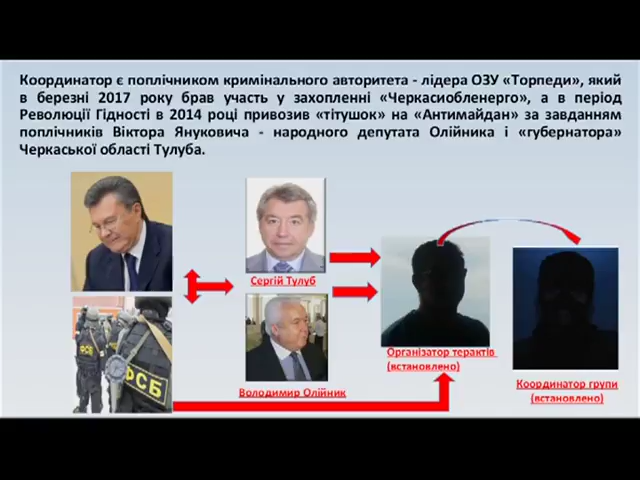 Координатор є поплічником кримінального авторитета - лідера ОЗУ «Торпеди», який
в березні 2017 року брав участь у захопленні «Черкасиобленерго», а в період
Революції Гідності в 2014 році привозив «тітушок» на «Антимайдан» за завданням
поплічників Віктора Януковича - народного депутата Олійника і «губернатора»
Черкаської області Тулуба.
Сергій Тулуб
ФСБ
ФСБ
Володимир Олійник
Організатор терактів
(встановлено)
Координатор групи
(встановлено)